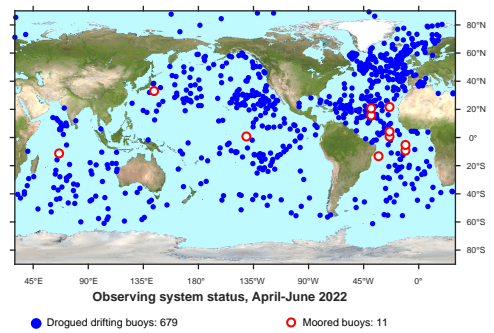 80°N
60°N
40°N
20°N
0°
20°S
40°S
60°S
80°S
45°E 90°E 135°E 180° 135°W 90°W 45°W 0°
Observing system status, April-June 2022
Drogued drifting buoys: 679 Moored buoys: 11